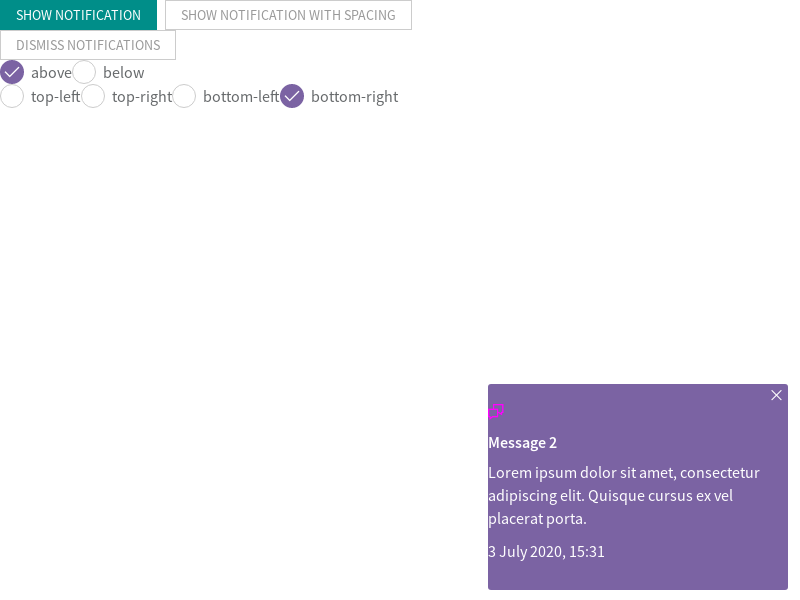 SHOW NOTIFICATION SHOW NOTIFICATION WITH SPACING
DISMISS NOTIFICATIONS
above below
top-left top-right bottom-left bottom-right
Message 2
Lorem ipsum dolor sit amet, consectetur
adipiscing elit. Quisque cursus ex vel
placerat porta.
3 July 2020, 15:31